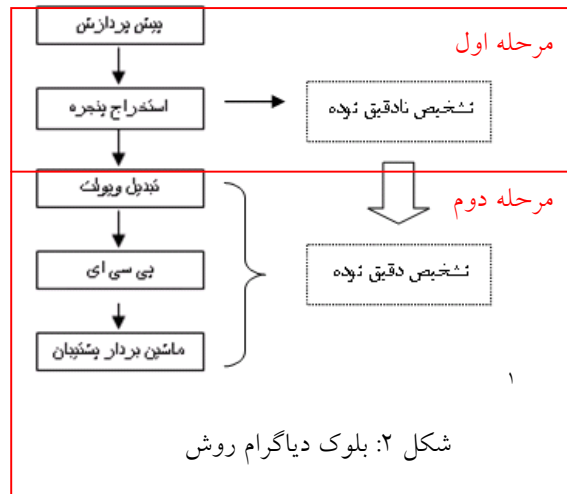 پیش پردازش
مرحله اول
استخراج پنجره
تشخیص نادقیق توده
تبدیل ویولت
مرحله دوم
پی سی ای
تشخیص دقیق توده
ماشین بردار پشتیبان
۱
شکل ۲: بلوک دیاگرام روش